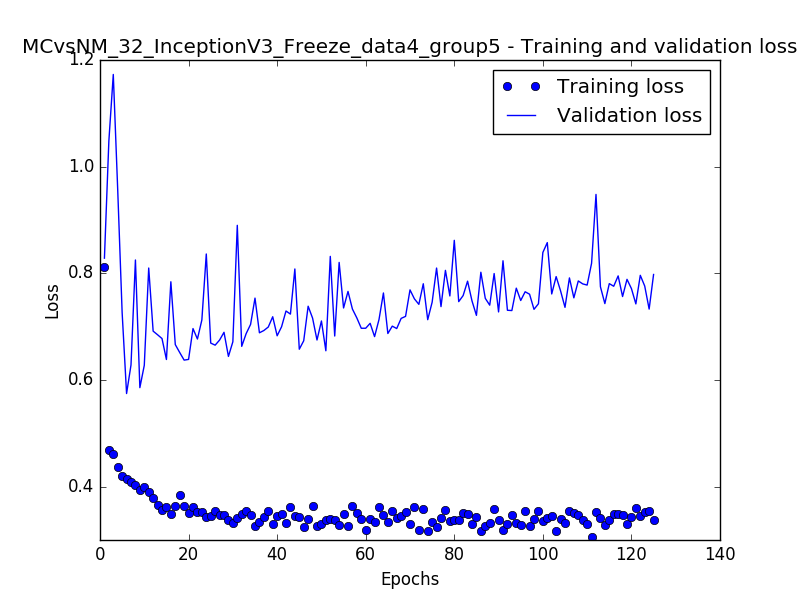 MCvsNM_32_InceptionV3_Freeze_data4_group5 - Training and validation loss
Training loss
Validation loss
1.2
1.0
0.8
0.6
0.4
Loss
0
20
40
60
80
100
120
140
Epochs